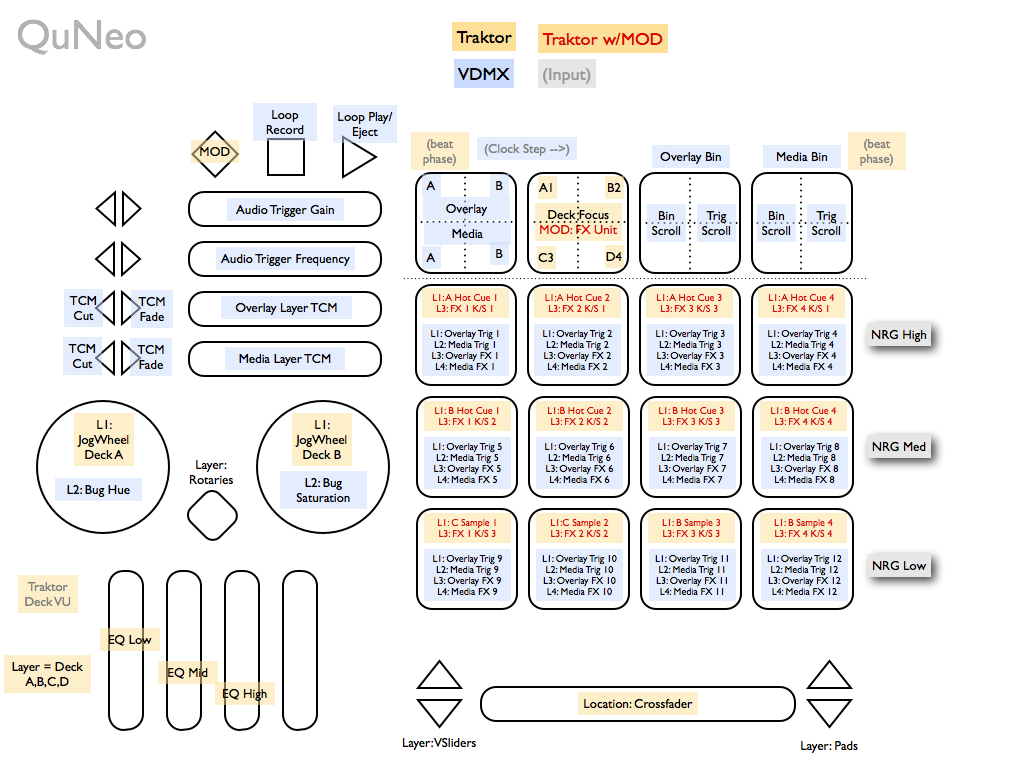 QuNeo
Traktor
Traktor w/MOD
VDMX
(Input)
MOD
Loop
Record
Loop Play/
Eject
(beat
phase)
(Clock Step -->)
Overlay Bin
Media Bin
(beat
phase)
Audio Trigger Gain
Audio Trigger Frequency
TCM
Cut
TCM
Fade
Overlay Layer TCM
TCM
Cut
TCM
Fade
Media Layer TCM
A
B
Overlay
Media
A
B
A1
B2
Deck Focus
MOD: FX Unit
C3
D4
Bin
Scroll
Trig
Scroll
Bin
Scroll
Trig
Scroll
L1:A Hot Cue 1
L3: FX 1 K/S 1
L1: Overlay Trig 1
L2: Media Trig 1
L3: Overlay FX 1
L4: Media FX 1
L1:A Hot Cue 2
L3: FX 2 K/S 1
L1: Overlay Trig 2
L2: Media Trig 2
L3: Overlay FX 2
L4: Media FX 2
L1:A Hot Cue 3
L3: FX 3 K/S 3
L1: Overlay Trig 3
L2: Media Trig 3
L3: Overlay FX 3
L4: Media FX 3
L1:A Hot Cue 4
L3: FX 4 K/S 1
L1: Overlay Trig 4
L2: Media Trig 4
L3: Overlay FX 4
L4: Media FX 4
NRG High
L1: B Hot Cue 1
L3: FX 1 K/S 2
L1: Overlay Trig 5
L2: Media Trig 5
L3: Overlay FX 5
L4: Media FX 5
L1: B Hot Cue 2
L3: FX 2 K/S 2
L1: Overlay Trig 6
L2: Media Trig 6
L3: Overlay FX 6
L4: Media FX 6
L1: B Hot Cue 3
L3: FX 3 K/S 2
L1: Overlay Trig 7
L2: Media Trig 7
L3: Overlay FX 7
L4: Media FX 7
L1: B Hot Cue 4
L3: FX 4 K/S 2
L1: Overlay Trig 8
L2: Media Trig 8
L3: Overlay FX 8
L4: Media FX 8
NRG Med
L1: C Sample 1
L3: FX 1 K/S 3
L1: Overlay Trig 9
L2: Media Trig 9
L3: Overlay FX 9
L4: Media FX 9
L1:C Sample 2
L3: FX 2 K/S 2
L1: Overlay Trig 10
L2: Media Trig 10
L3: Overlay FX 10
L4: Media FX 10
L1: B Sample 3
L3: FX 3 K/S 2
L1: Overlay Trig 11
L2: Media Trig 11
L3: Overlay FX 11
L4: Media FX 11
L1: B Sample 4
L3: FX 4 K/S 4
L1: Overlay Trig 12
L2: Media Trig 12
L3: Overlay FX 12
L4: Media FX 12
NRG Low
L1:
JogWheel
Deck A
L2: Bug Hue
Layer:
Rotaries
L1:
JogWheel
Deck B
L2: Bug
Saturation
Traktor
Deck VU
Layer = Deck
A,B,C,D
EQ Low
EQ Mid
EQ High
Layer:VSliders
Location: Crossfader
Layer: Pads